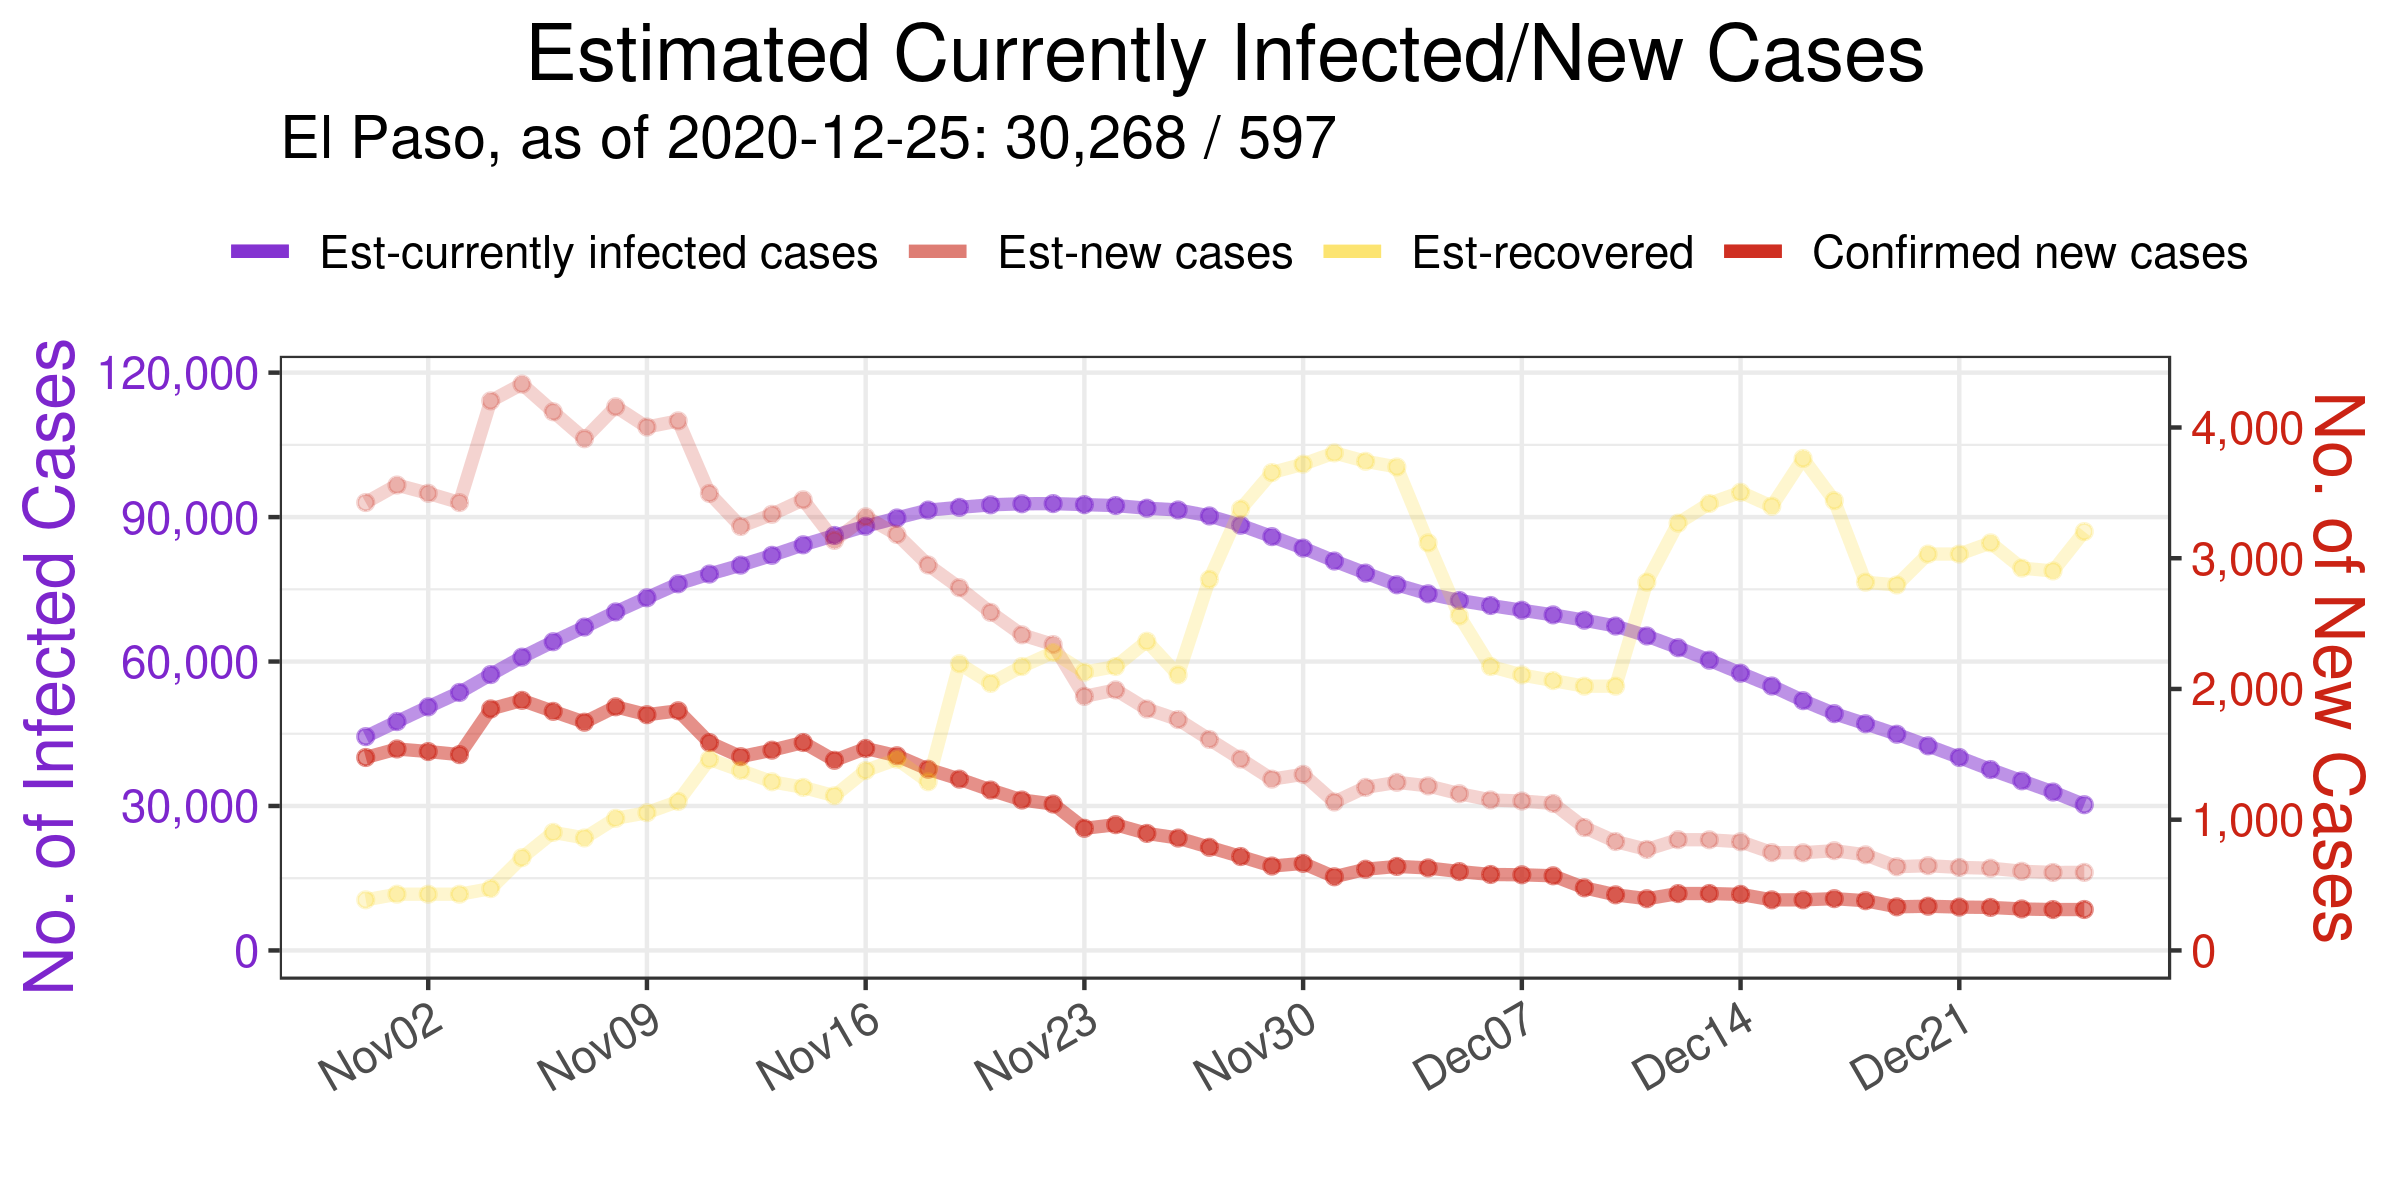 Estimated Currently Infected/New Cases
El Paso, as of 2020-12-25: 30,268 / 597
Est-currently infected cases Est-new cases Est-recovered Confirmed new cases
No. of Infected Cases
120,000
90,000
60,000
30,000
0
4,000
3,000
2,000
1,000
0
No. of New Cases
Nov02 Nov09 Nov16 Nov23 Nov30 Dec07 Dec14 Dec21